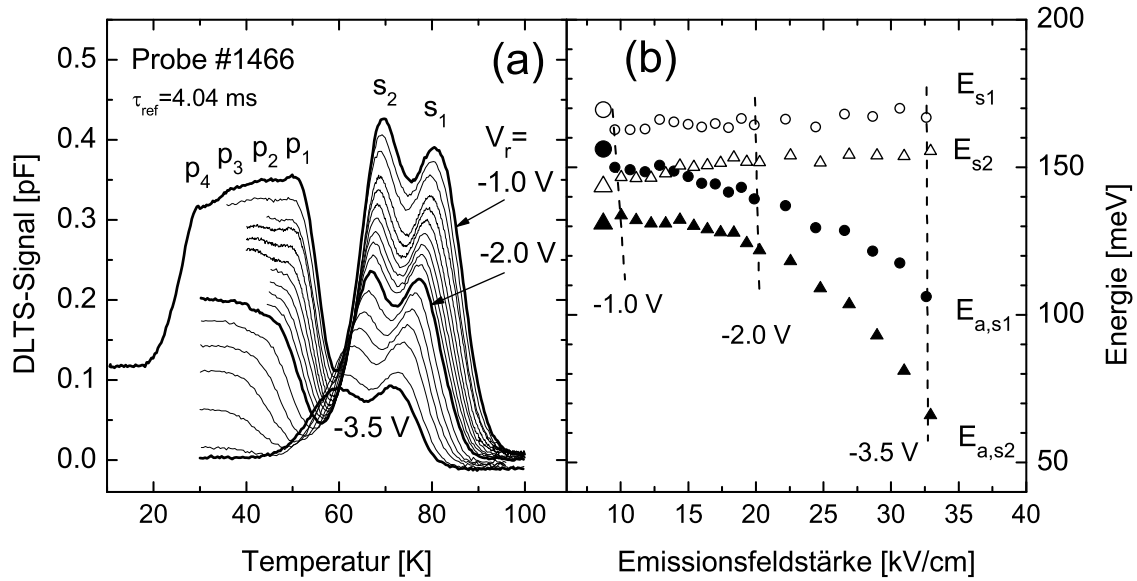 (a)
Probe #1466
τref=4.04 ms
p4 p3 p2 p1
s2 s1
Vr=
-1.0 V
-2.0 V
-3.5 V
DLTS-Signal [pF]
0.5
0.4
0.3
0.2
0.1
0.0
20 40 60 80 100
Temperatur [K]
(b)
Es1
Es2
Ea,s1
Ea,s2
-1.0 V
-2.0 V
-3.5 V
200
150
100
50
Energie [meV]
10 15 20 25 30 35 40
Emissionsfeldstärke [kV/cm]